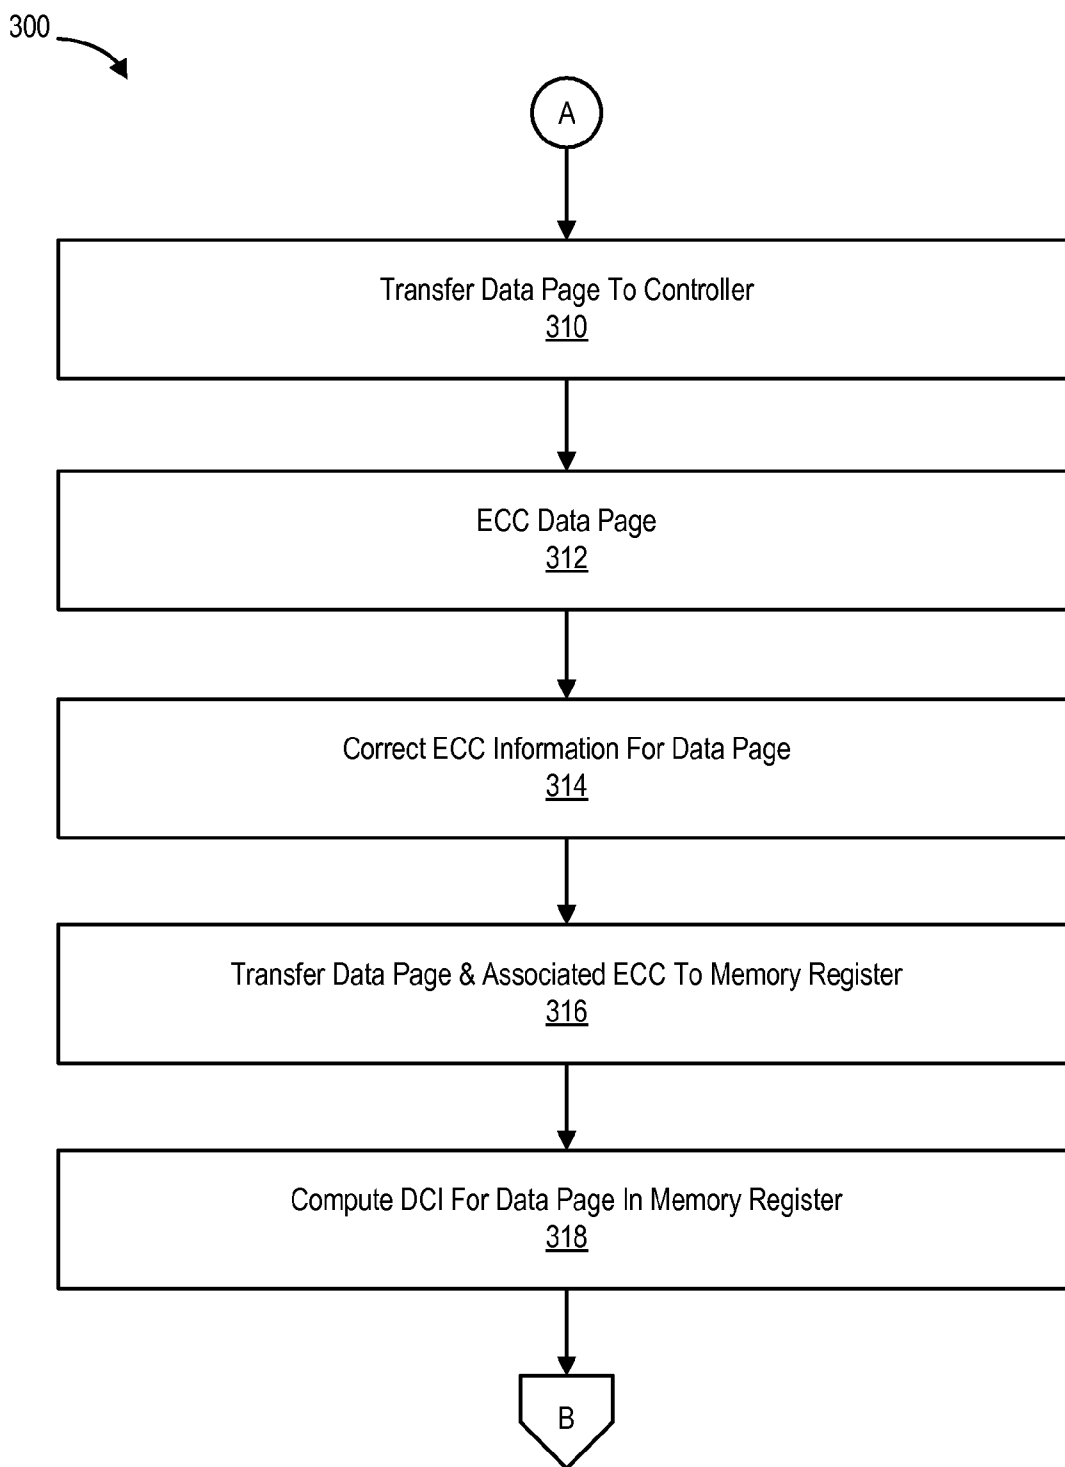 300
A
Transfer Data Page To Controller
310
ECC Data Page
312
Correct ECC Information For Data Page
314
Transfer Data Page & Associated ECC To Memory Register
316
Compute DCI For Data Page In Memory Register
318
B